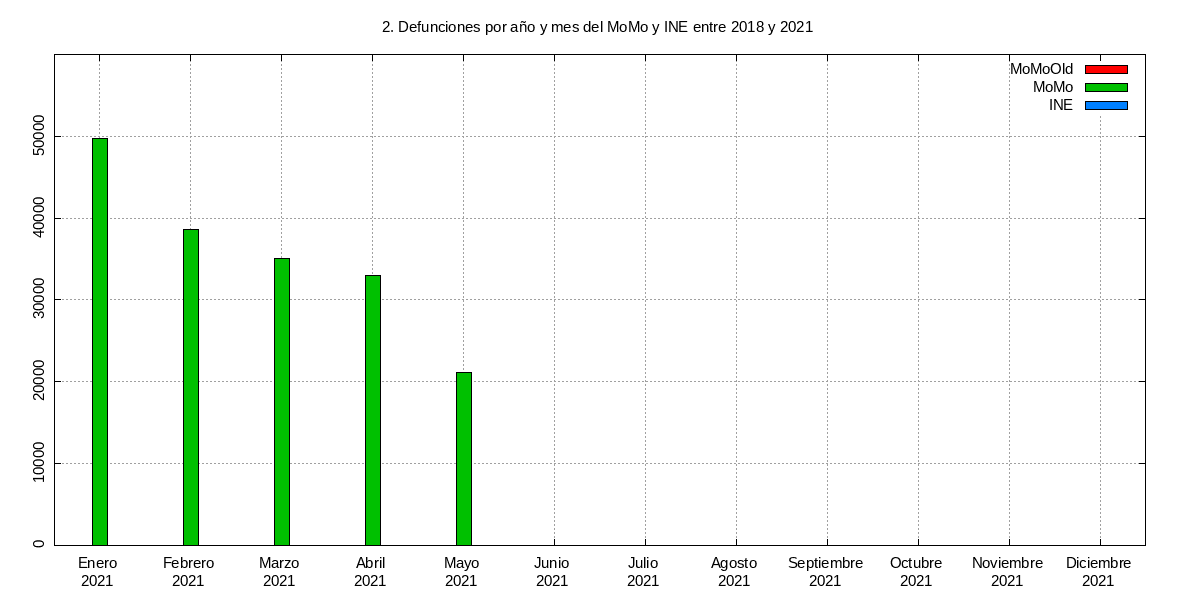 2. Defunciones por año y mes del MoMo y INE entre 2018 y 2021
MoMoOld
MoMo
INE
50000
40000
30000
20000
10000
0
Enero Febrero Marzo Abril Mayo Junio Julio Agosto Septiembre Octubre Noviembre Diciembre
2021 2021 2021 2021 2021 2021 2021 2021 2021 2021 2021 2021